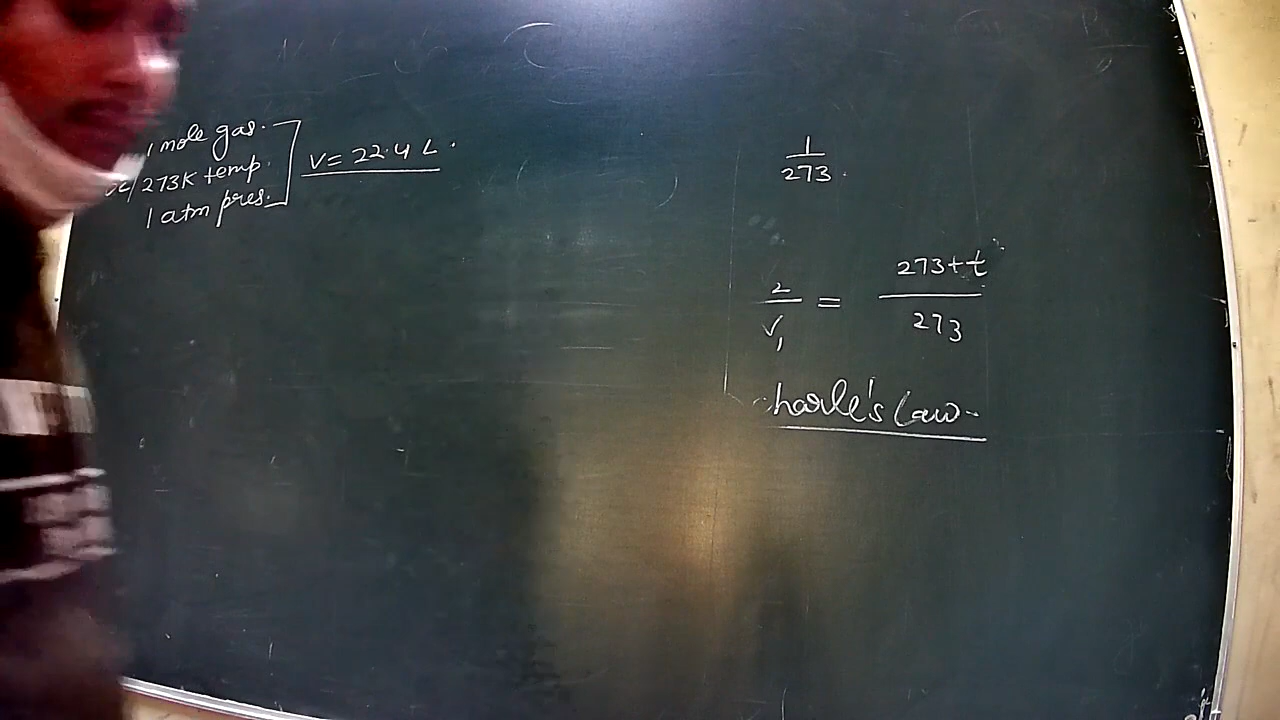 1 mole gas.
/273K temp.
1 atm pres.
V = 22.4 L.
1/273.
2/V₁ = 273+t/273
harle's Law.